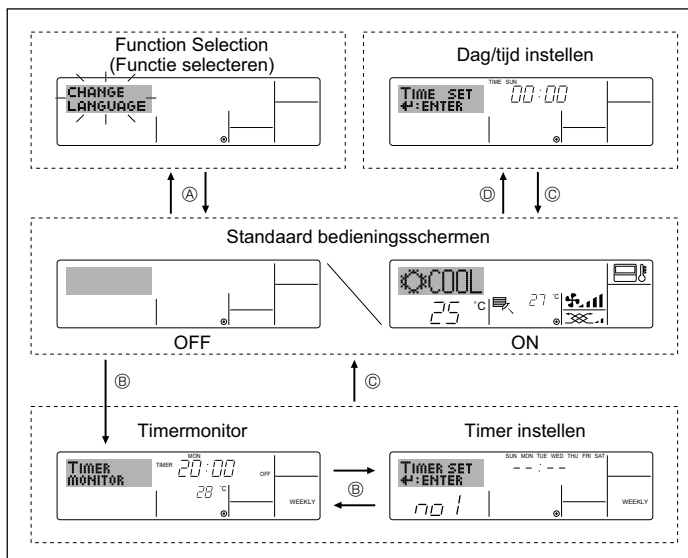 Function Selection
(Functie selecteren)
CHANGE
LANGUAGE
Dag/tijd instellen
TIME SUN
TIME SET 00:00
↵:ENTER
Ⓐ Ⓓ Ⓒ
Standaard bedieningsschermen
COOL
25 °C 27 °C
OFF ON
Ⓑ Ⓒ
Timermonitor
MON
TIMER TIMER 20:00 OFF
MONITOR
28 °C
WEEKLY
Ⓑ
Timer instellen
SUN MON TUE WED THU FRI SAT
TIMER SET --:--
↵:ENTER
no 1 WEEKLY